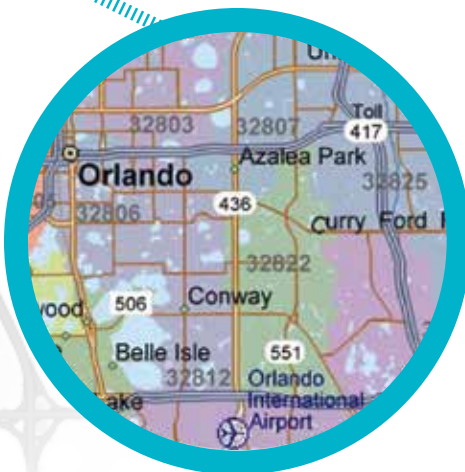 Un
Toll
32803
32807
417
Azalea Park
Orlando
32825
32806
436
Curry Ford
32822
506
Conway
wood
551
Belle Isle
32812
Orlando
International
Airport
ake